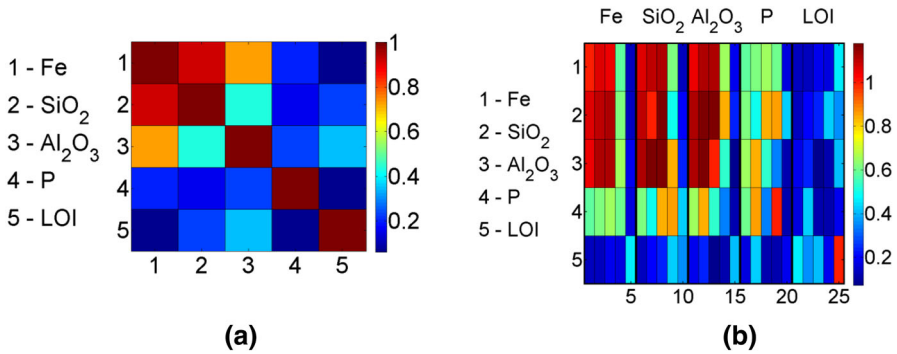 1 - Fe
2 - SiO2
3 - Al2O3
4 - P
5 - LOI
1
2
3
4
5
1 2 3 4 5
1
0.8
0.6
0.4
0.2
(a)
Fe SiO2 Al2O3 P LOI
1 - Fe
2 - SiO2
3 - Al2O3
4 - P
5 - LOI
1
2
3
4
5
5 10 15 20 25
1
0.8
0.6
0.4
0.2
(b)